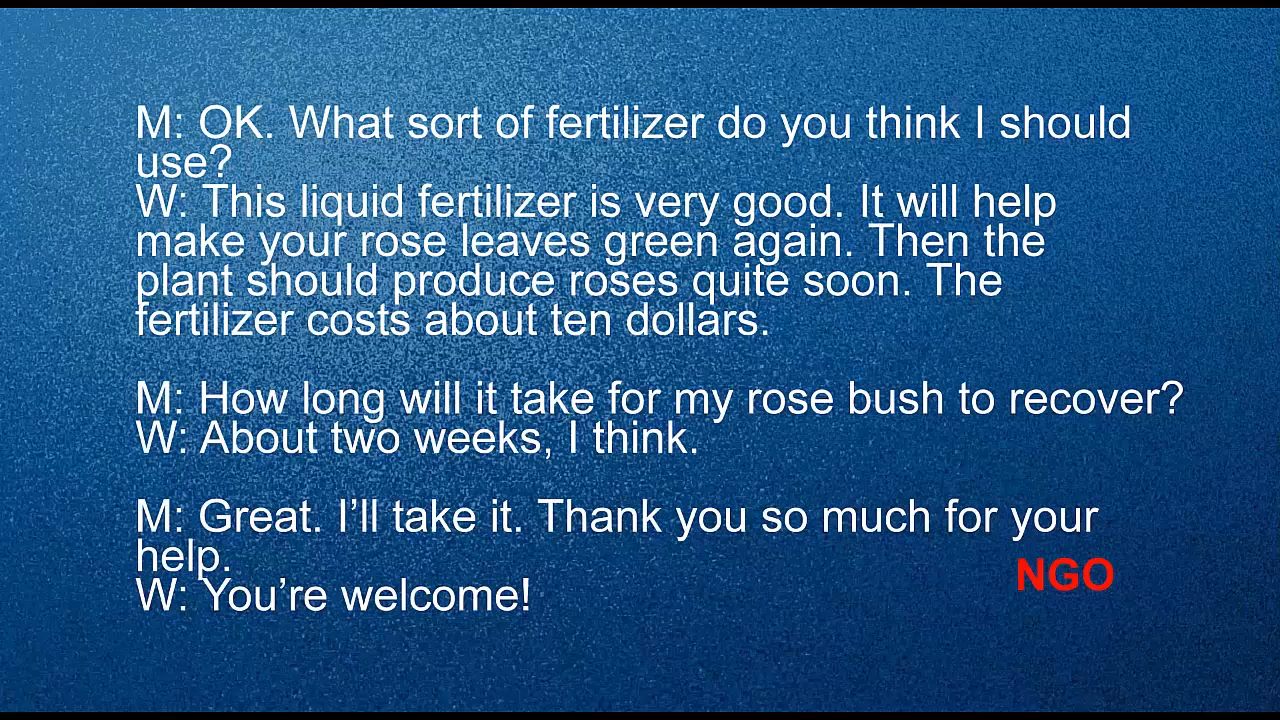 M: OK. What sort of fertilizer do you think I should
use?
W: This liquid fertilizer is very good. It will help
make your rose leaves green again. Then the
plant should produce roses quite soon. The
fertilizer costs about ten dollars.
M: How long will it take for my rose bush to recover?
W: About two weeks, I think.
M: Great. I’ll take it. Thank you so much for your
help.
W: You’re welcome!
NGO